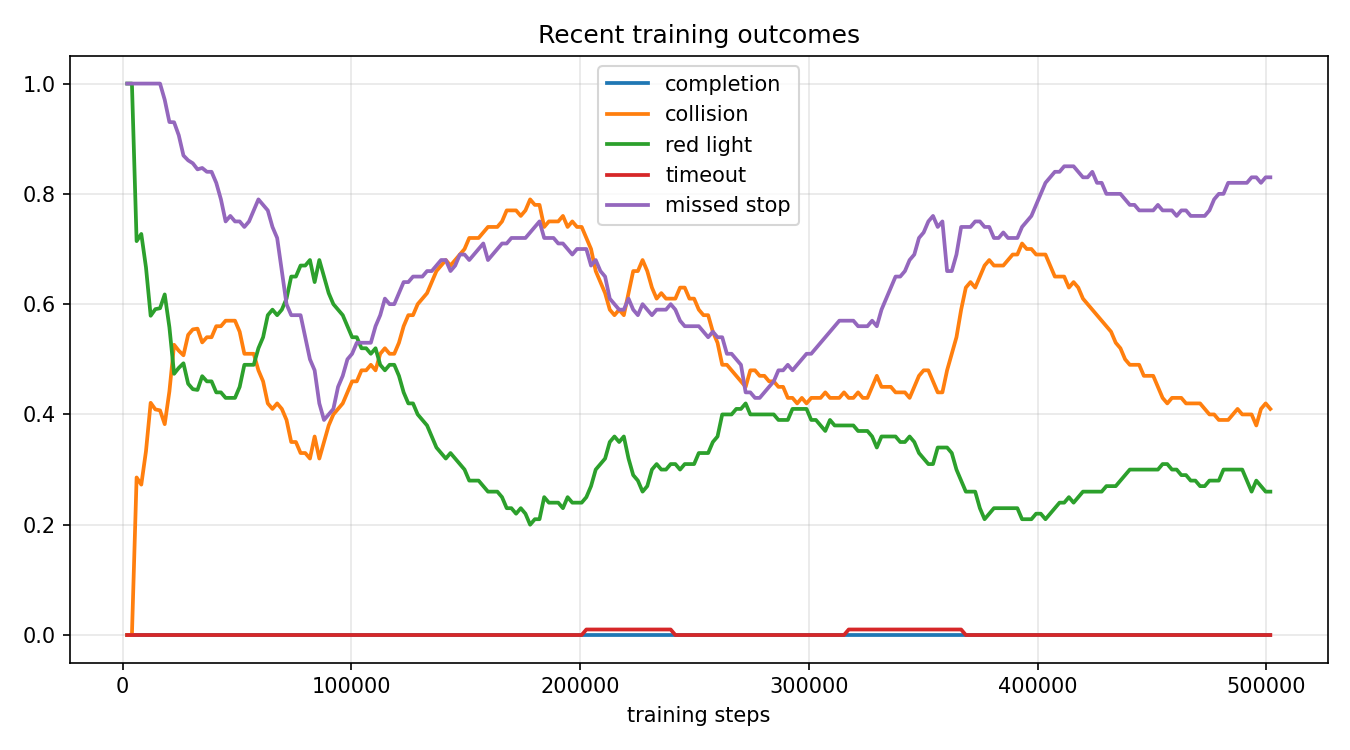 Recent training outcomes
completion
collision
red light
timeout
missed stop
1.0
0.8
0.6
0.4
0.2
0.0
0
100000
200000
300000
400000
500000
training steps